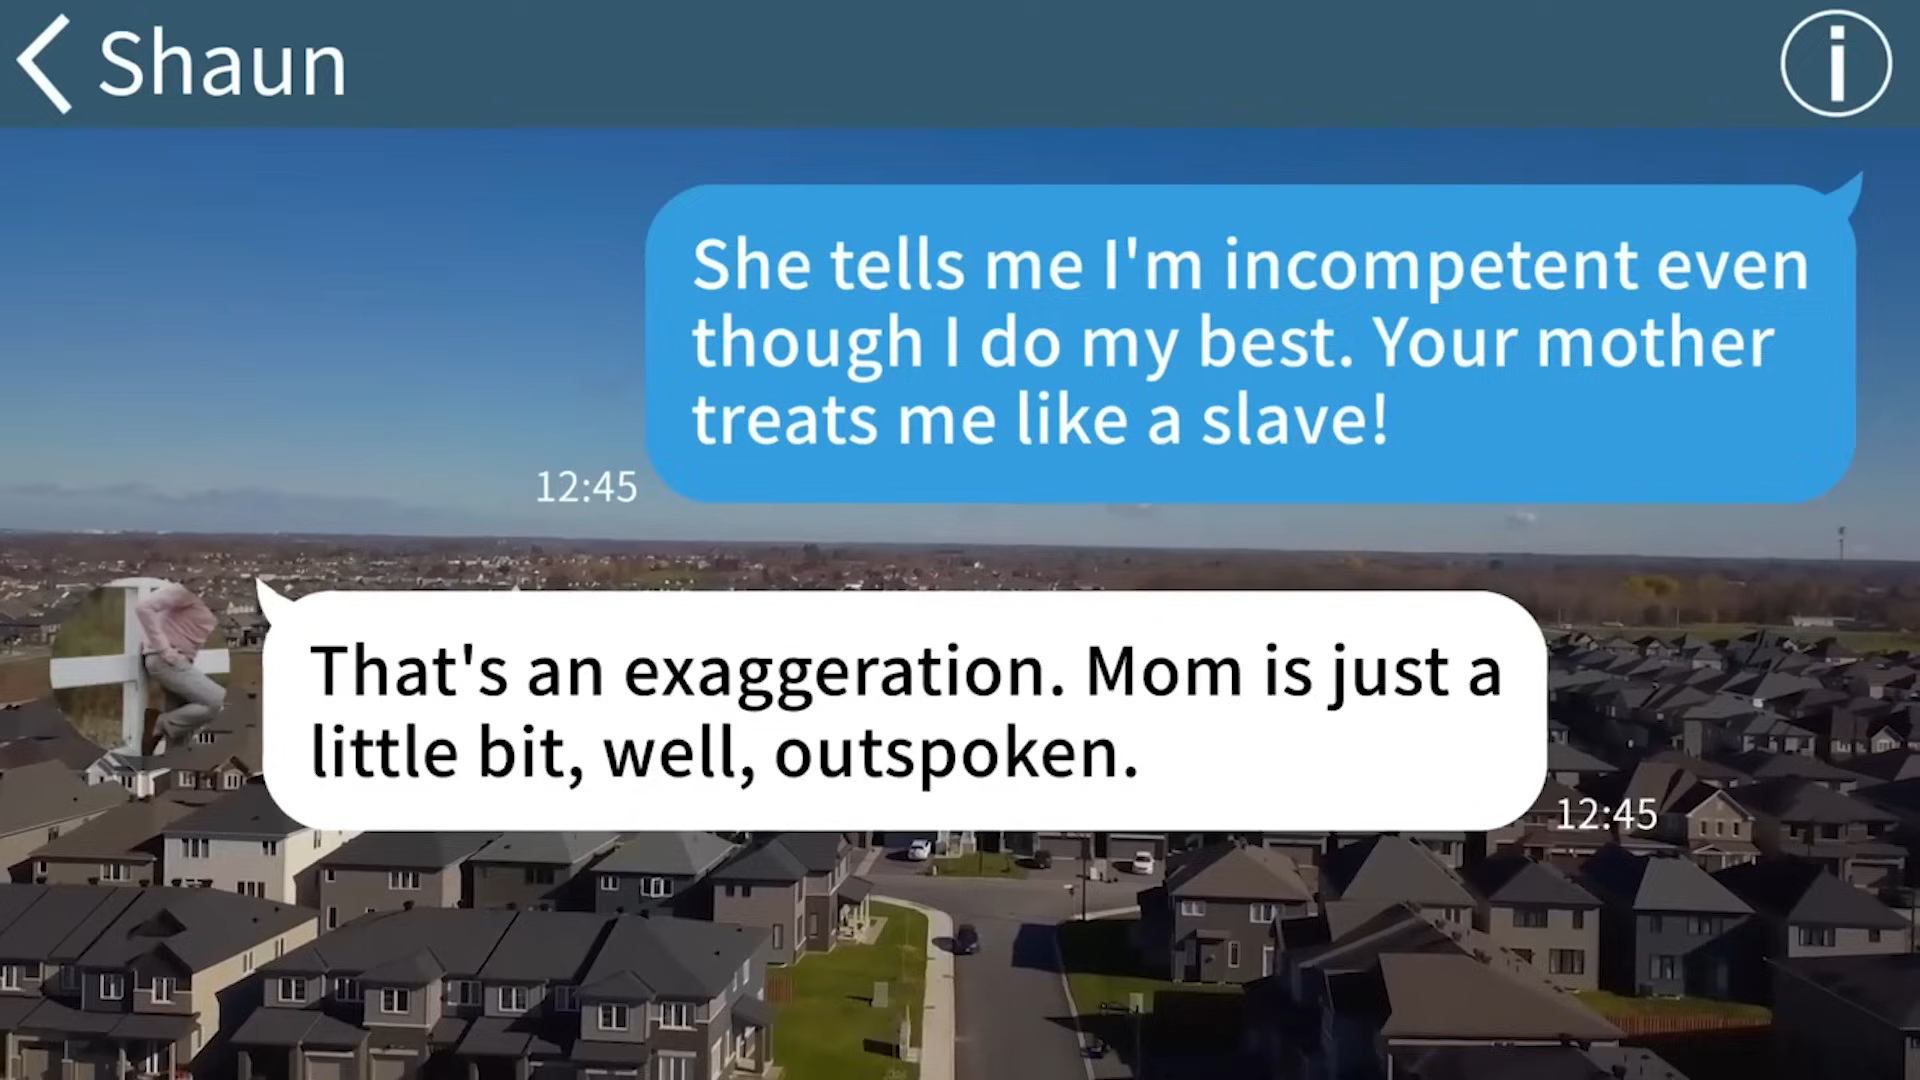 Shaun
She tells me I'm incompetent even
though I do my best. Your mother
treats me like a slave!
12:45
That's an exaggeration. Mom is just a
little bit, well, outspoken.
12:45